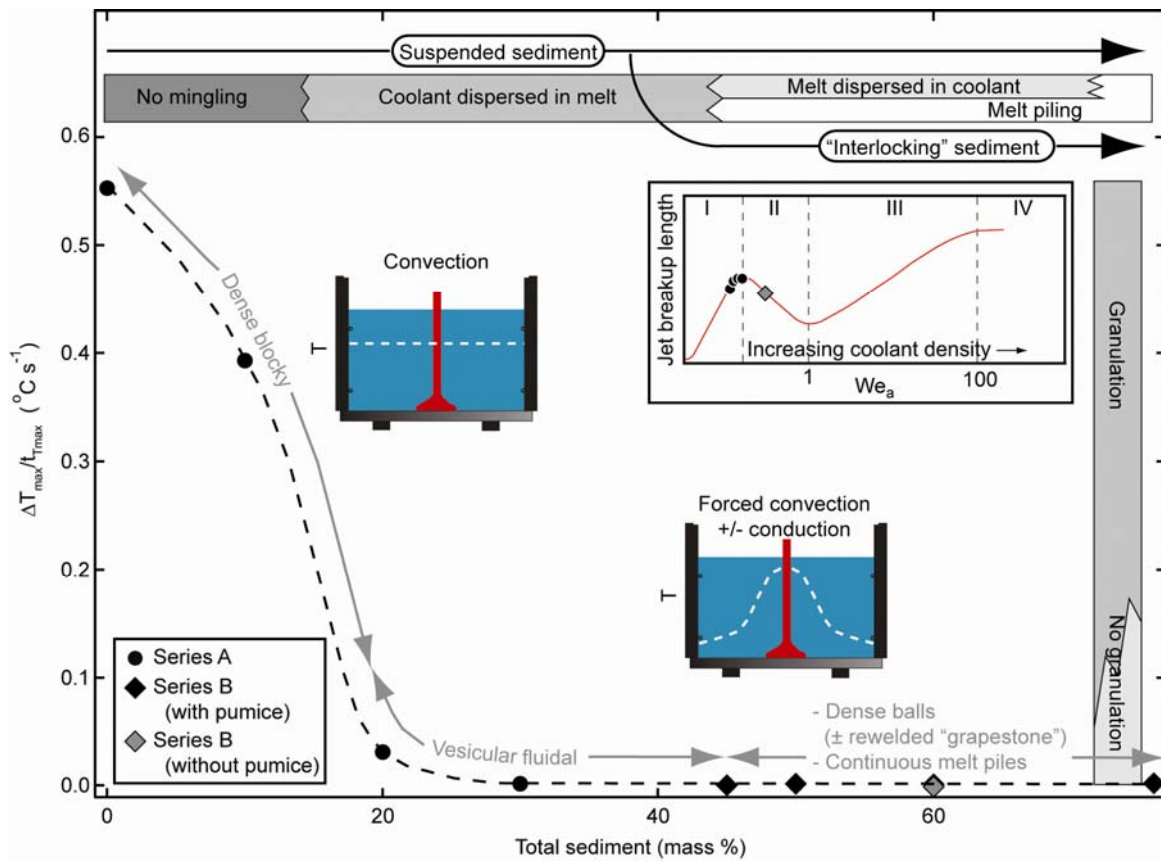 Suspended sediment
No mingling
Coolant dispersed in melt
Melt dispersed in coolant
Melt piling
"Interlocking" sediment
0.6
0.5
0.4
0.3
0.2
0.1
0.0
ΔTmax/tTmax (°C s-1)
Dense blocky
Convection
T
I
II
III
IV
Jet breakup length
Increasing coolant density
1
100
Wea
Granulation
No granulation
Forced convection
+/- conduction
T
Series A
Series B
(with pumice)
Series B
(without pumice)
Vesicular fluidal
- Dense balls
(± rewelded "grapestone")
- Continuous melt piles
0
20
40
60
Total sediment (mass %)